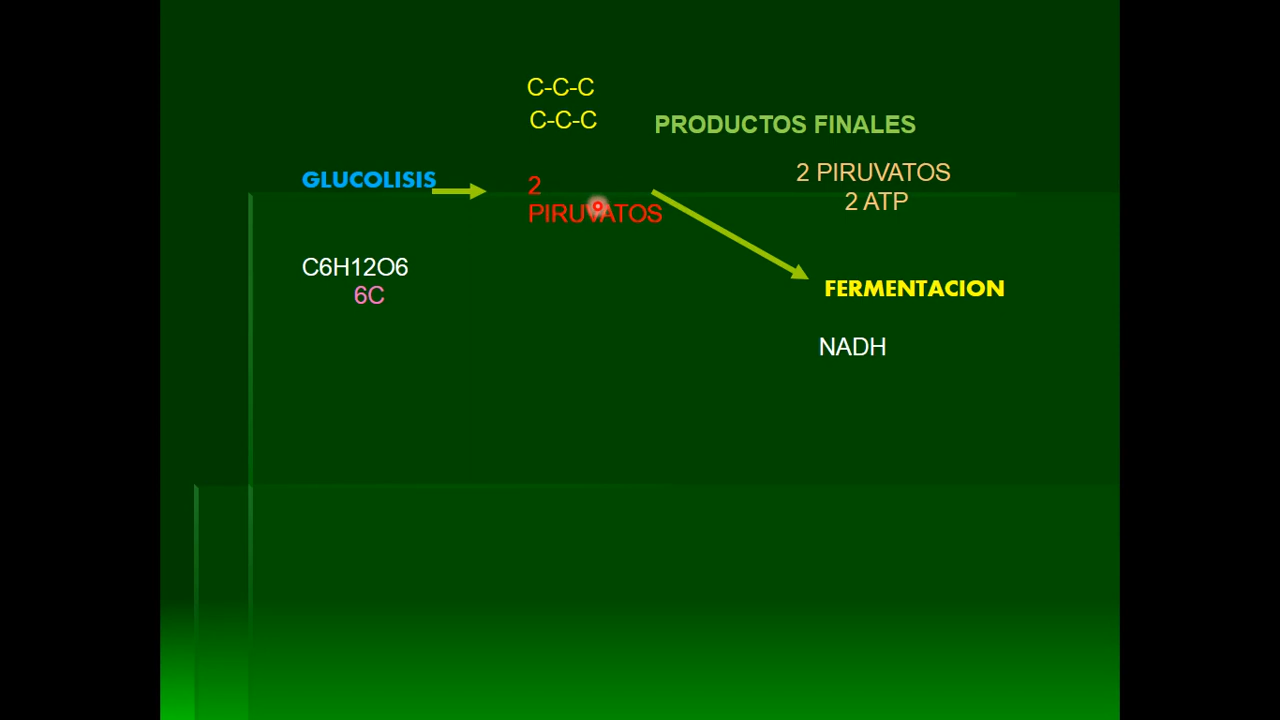 C-C-C
C-C-C
PRODUCTOS FINALES
GLUCOLISIS
2
PIRUVATOS
2 PIRUVATOS
2 ATP
C6H12O6
6C
FERMENTACION
NADH